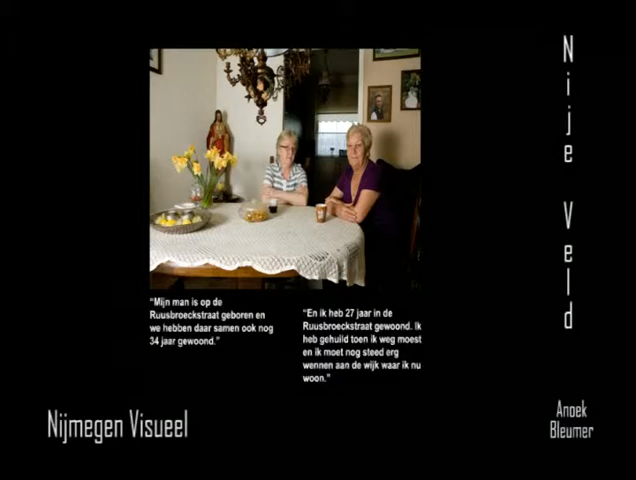 Nije Veld
"Mijn man is op de
Ruusbroeckstraat geboren en
we hebben daar samen ook nog
34 jaar gewoond."
"En ik heb 27 jaar in de
Ruusbroeckstraat gewoond. Ik
heb gehuild toen ik weg moest
en ik moet nog steed erg
wennen aan de wijk waar ik nu
woon."
Nijmegen Visueel
Anoek
Bleumer